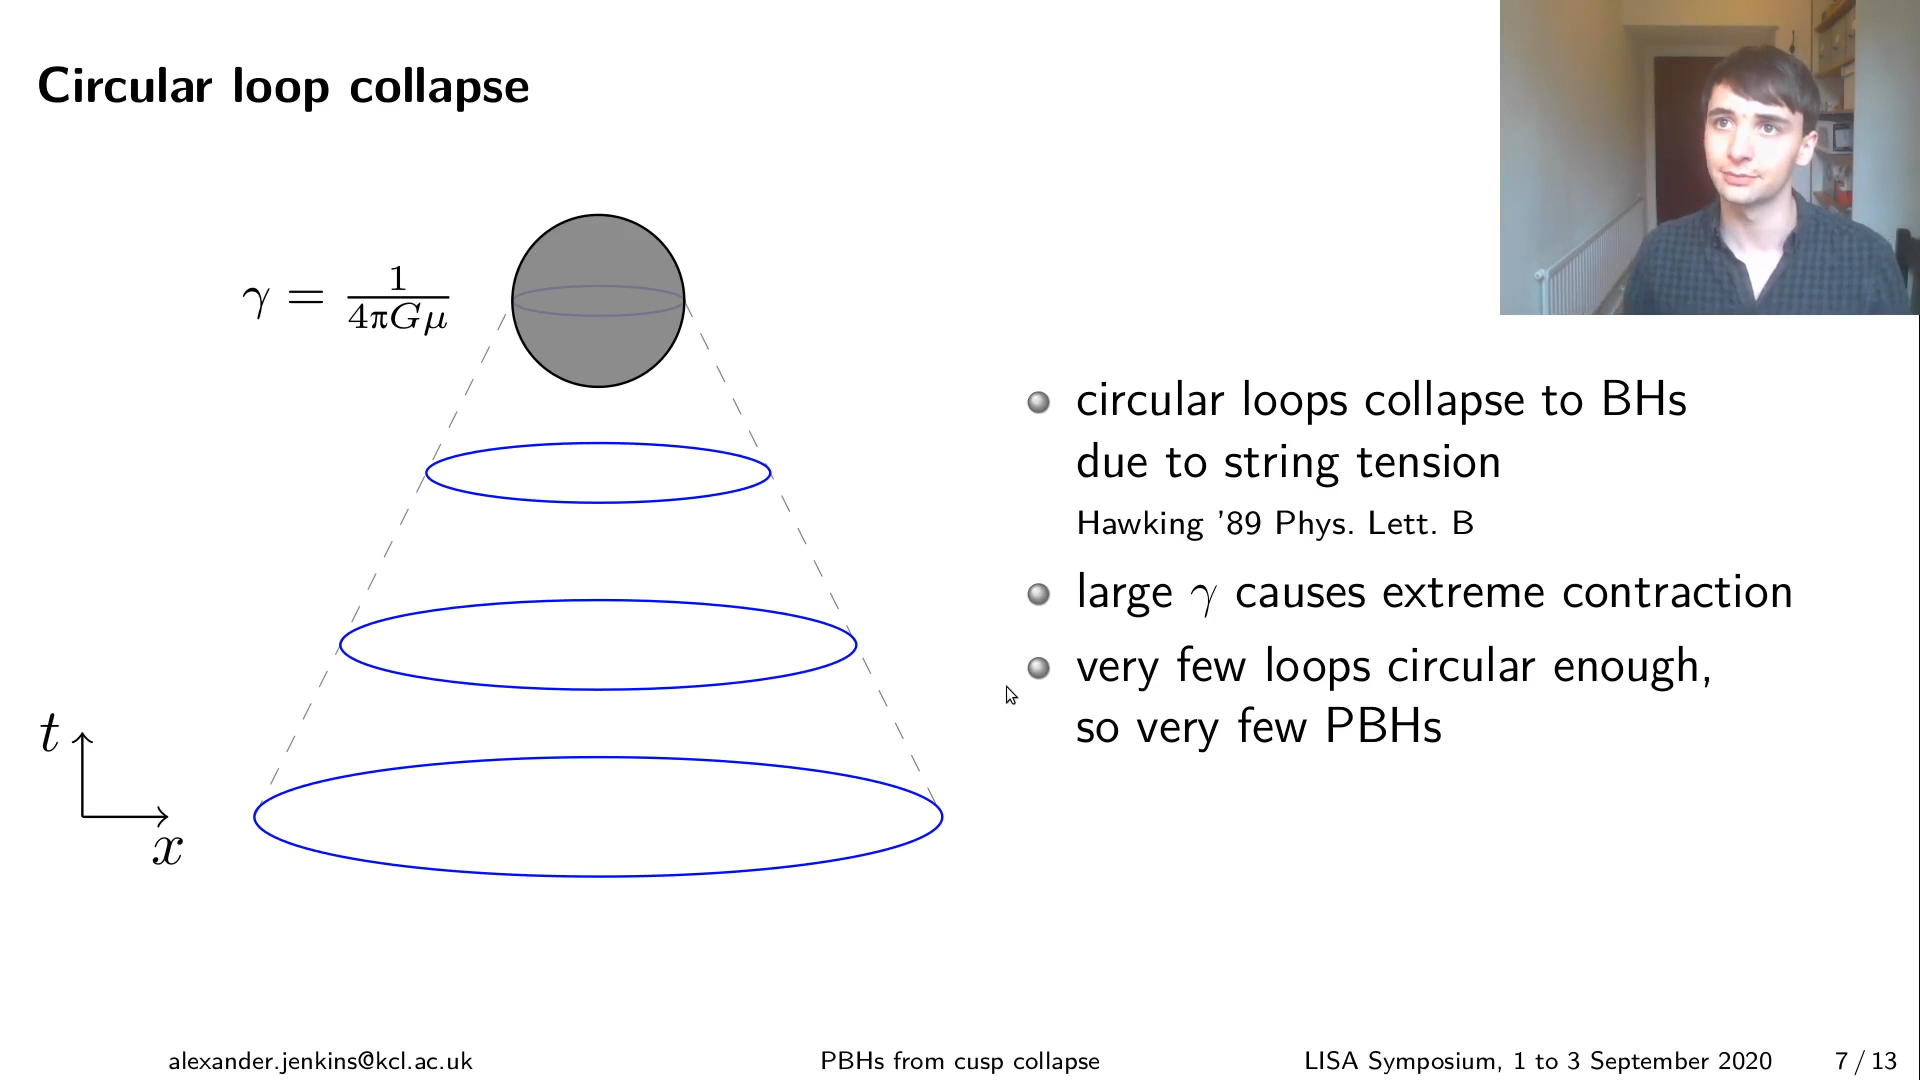 Circular loop collapse
γ = 1/4πGμ
t
x
circular loops collapse to BHs
due to string tension
Hawking '89 Phys. Lett. B
large γ causes extreme contraction
very few loops circular enough,
so very few PBHs
alexander.jenkins@kcl.ac.uk
PBHs from cusp collapse
LISA Symposium, 1 to 3 September 2020
7 / 13